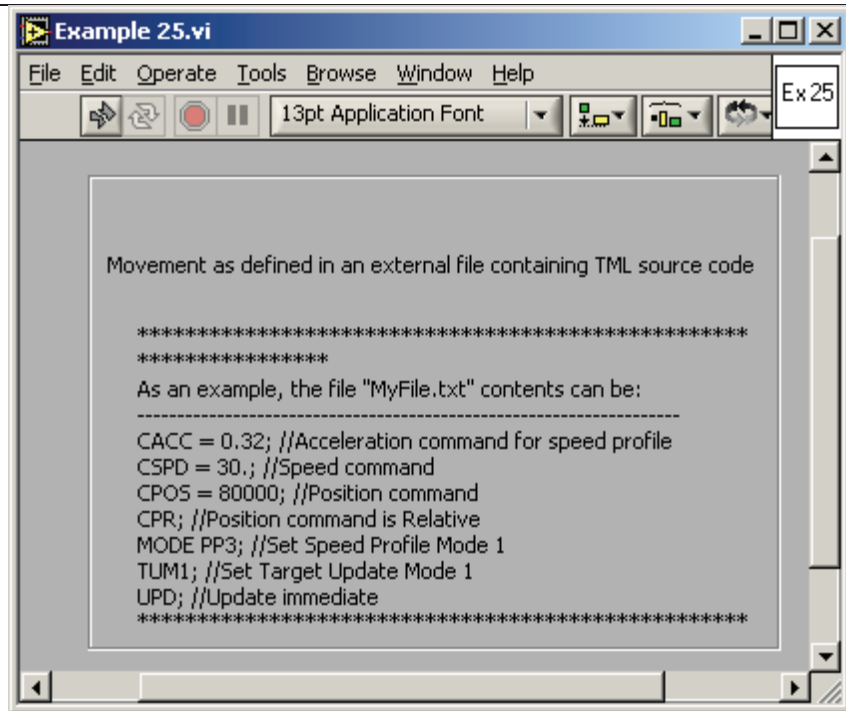 Example 25.vi
File Edit Operate Tools Browse Window Help
Ex 25
13pt Application Font
Movement as defined in an external file containing TML source code
***************************************************
****************
As an example, the file "MyFile.txt" contents can be:
--------------------------------------------------------------------
CACC = 0.32; //Acceleration command for speed profile
CSPD = 30.; //Speed command
CPOS = 80000; //Position command
CPR; //Position command is Relative
MODE PP3; //Set Speed Profile Mode 1
TUM1; //Set Target Update Mode 1
UPD; //Update immediate
***************************************************